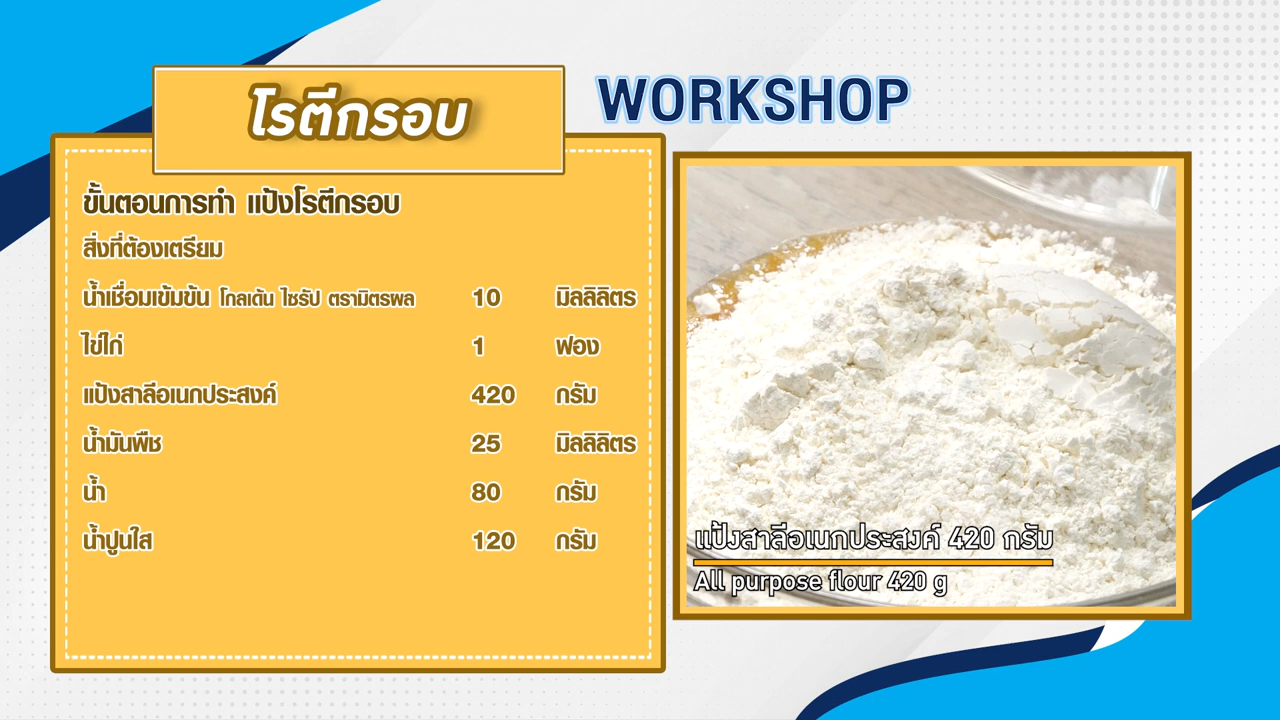 โรตีกรอบ
WORKSHOP
ขั้นตอนการทำ แป้งโรตีกรอบ
สิ่งที่ต้องเตรียม
น้ำเชื่อมเข้มข้น โกลเด้น ไซรัป ตรามิตรผล 10 มิลลิลิตร
ไข่ไก่ 1 ฟอง
แป้งสาลีอเนกประสงค์ 420 กรัม
น้ำมันพืช 25 มิลลิลิตร
น้ำ 80 กรัม
น้ำปูนใส 120 กรัม
แป้งสาลีอเนกประสงค์ 420 กรัม
All purpose flour 420 g